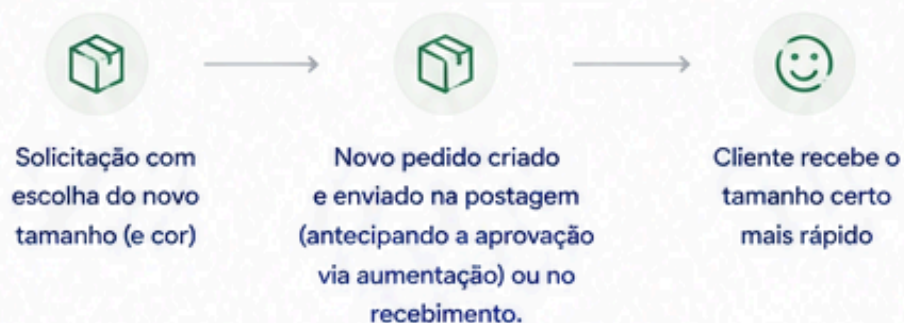 Solicitação com
escolha do novo
tamanho (e cor)
Novo pedido criado
e enviado na postagem
(antecipando a aprovação
via aumentação) ou no
recebimento.
Cliente recebe o
tamanho certo
mais rápido